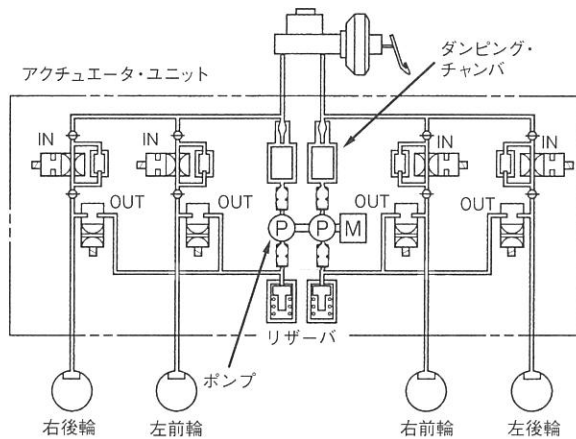 ダンピング・
チャンバ
アクチュエータ・ユニット
IN
IN
IN
IN
OUT
OUT
OUT
OUT
P
P
M
リザーバ
ポンプ
右後輪
左前輪
右前輪
左後輪